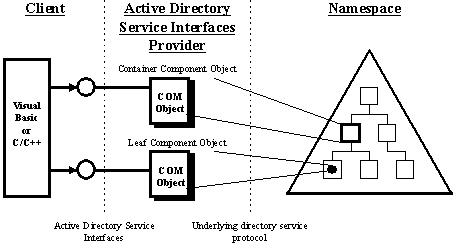 Client
Active Directory
Service Interfaces
Provider
Namespace
Container Component Object
Visual
Basic
or
C/C++
COM
Object
Leaf Component Object
COM
Object
Active Directory Service
Interfaces
Underlying directory service
protocol